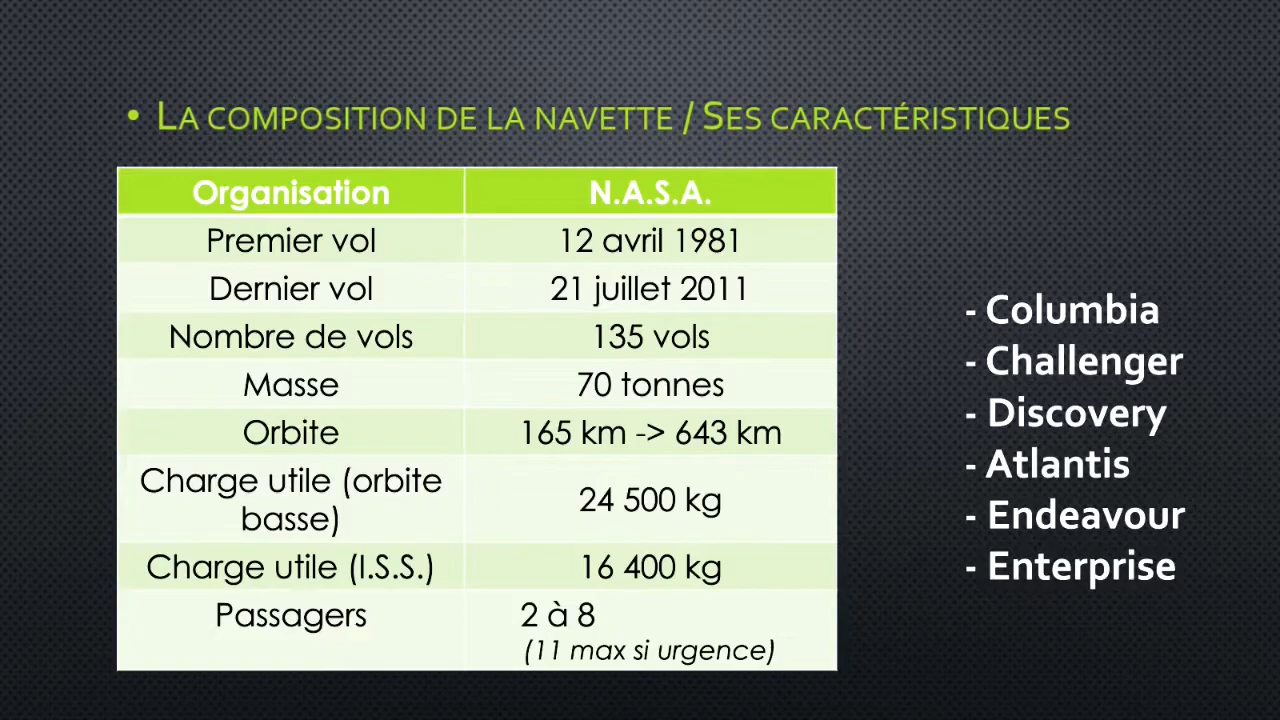 • LA COMPOSITION DE LA NAVETTE / SES CARACTÉRISTIQUES
Organisation N.A.S.A.
Premier vol 12 avril 1981
Dernier vol 21 juillet 2011
Nombre de vols 135 vols
Masse 70 tonnes
Orbite 165 km -> 643 km
Charge utile (orbite
basse) 24 500 kg
Charge utile (I.S.S.) 16 400 kg
Passagers 2 à 8
(11 max si urgence)
- Columbia
- Challenger
- Discovery
- Atlantis
- Endeavour
- Enterprise